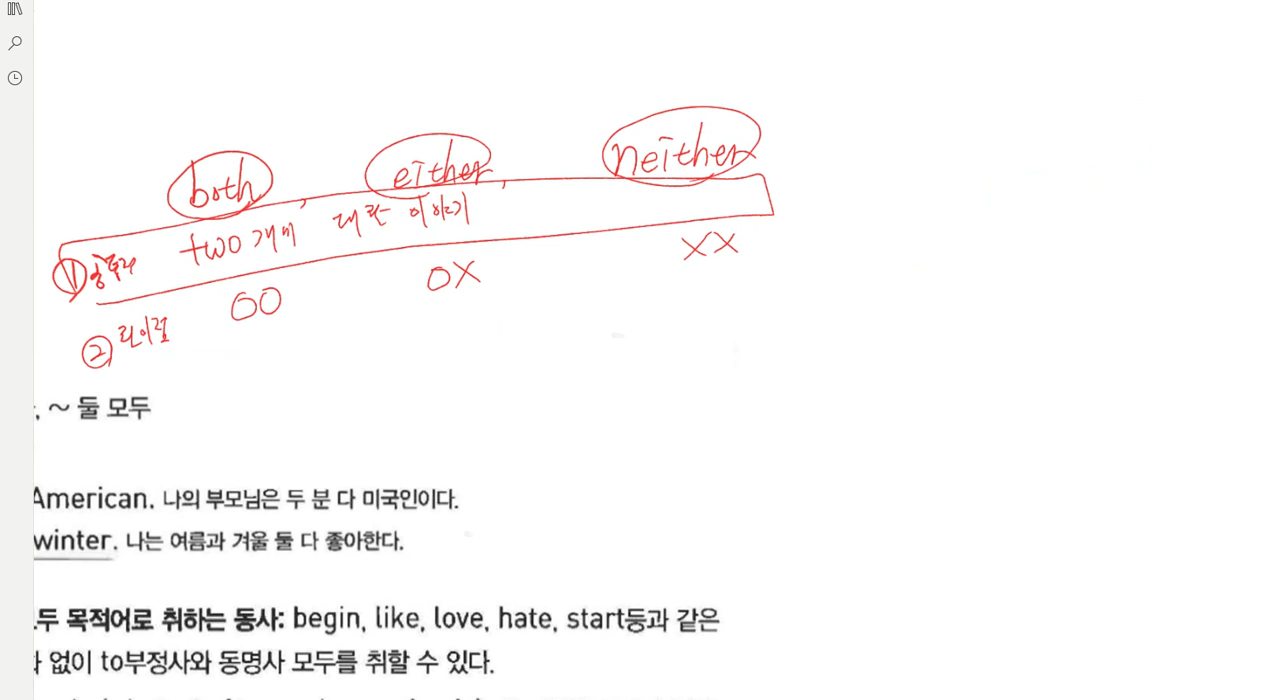 both, either, neither
① 공통점 two 개에 대한 이야기
② 차이점 OO OX XX
, ~ 둘 모두
American. 나의 부모님은 두 분 다 미국인이다.
winter. 나는 여름과 겨울 둘 다 좋아한다.
두 목적어로 취하는 동사: begin, like, love, hate, start등과 같은
없이 to부정사와 동명사 모두를 취할 수 있다.